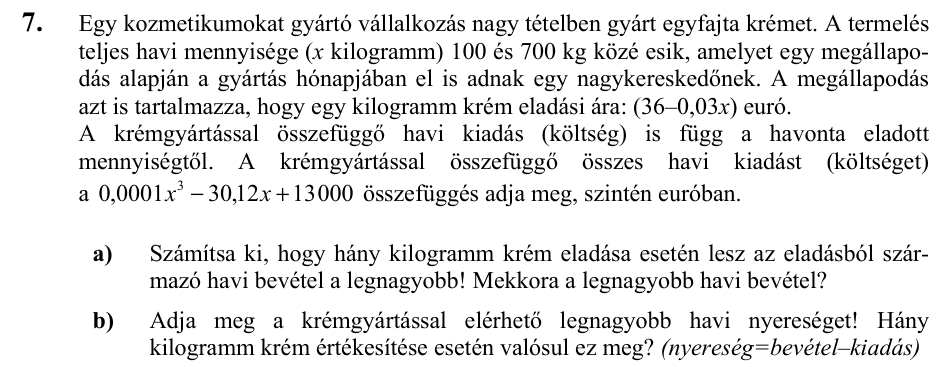 7. Egy kozmetikumokat gyártó vállalkozás nagy tételben gyárt egyfajta krémet. A termelés
teljes havi mennyisége (x kilogramm) 100 és 700 kg közé esik, amelyet egy megállapo-
dás alapján a gyártás hónapjában el is adnak egy nagykereskedőnek. A megállapodás
azt is tartalmazza, hogy egy kilogramm krém eladási ára: (36–0,03x) euró.
A krémgyártással összefüggő havi kiadás (költség) is függ a havonta eladott
mennyiségtől. A krémgyártással összefüggő összes havi kiadást (költséget)
a 0,0001x³ − 30,12x + 13000 összefüggés adja meg, szintén euróban.
a) Számítsa ki, hogy hány kilogramm krém eladása esetén lesz az eladásból szár-
mazó havi bevétel a legnagyobb! Mekkora a legnagyobb havi bevétel?
b) Adja meg a krémgyártással elérhető legnagyobb havi nyereséget! Hány
kilogramm krém értékesítése esetén valósul ez meg? (nyereség=bevétel–kiadás)